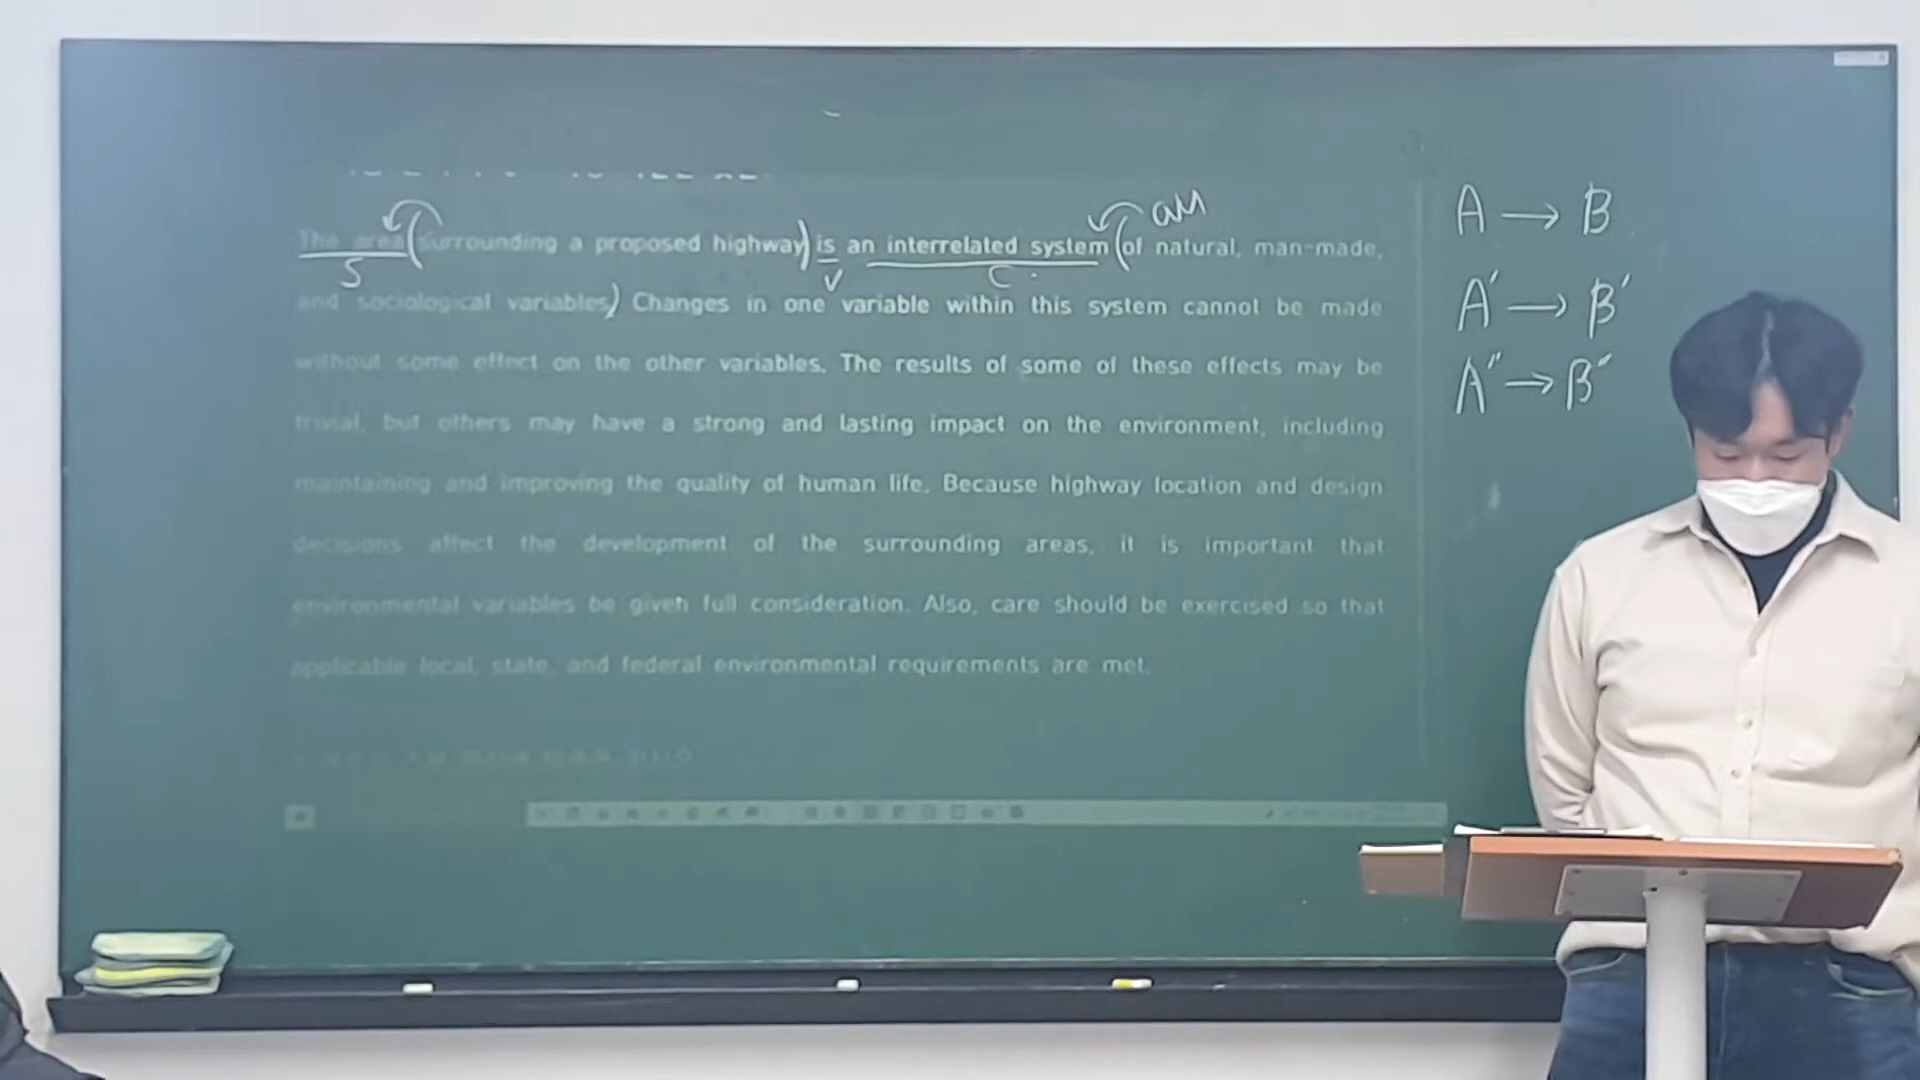 The area (surrounding a proposed highway) is an interrelated system (of natural, man-made,
S V C
and sociological variables) Changes in one variable within this system cannot be made
without some effect on the other variables. The results of some of these effects may be
trivial, but others may have a strong and lasting impact on the environment, including
maintaining and improving the quality of human life. Because highway location and design
decisions affect the development of the surrounding areas, it is important that
environmental variables be given full consideration. Also, care should be exercised so that
applicable local, state, and federal environmental requirements are met.
A → B
A′ → B′
A″ → B″